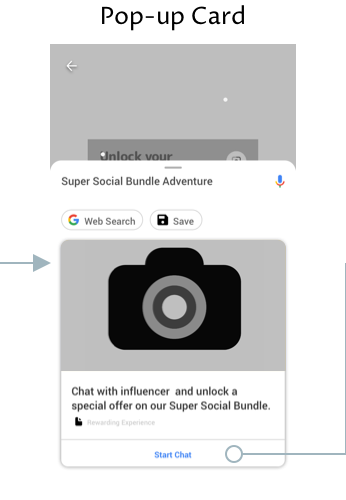 Pop-up Card
Unlock your
Super Social Bundle Adventure
Web Search
Save
Chat with influencer and unlock a
special offer on our Super Social Bundle.
Rewarding Experience
Start Chat